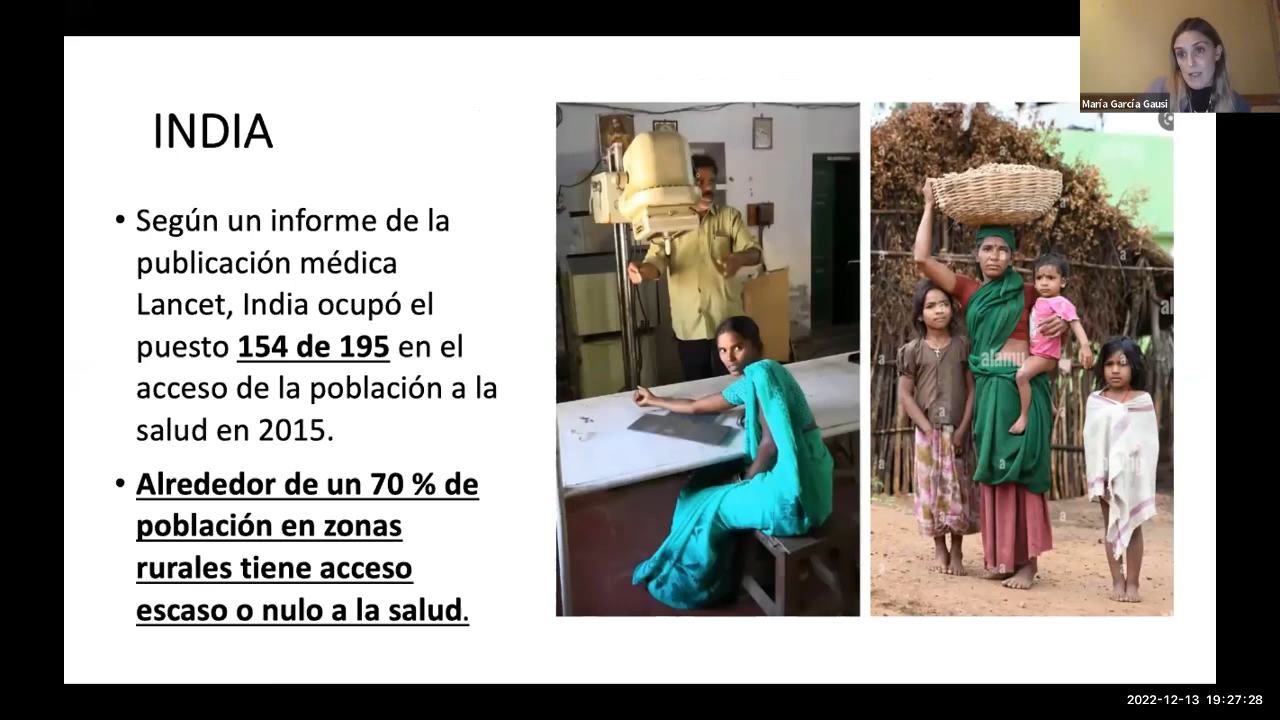 María García Gausi
INDIA
• Según un informe de la
publicación médica
Lancet, India ocupó el
puesto 154 de 195 en el
acceso de la población a la
salud en 2015.
• Alrededor de un 70 % de
población en zonas
rurales tiene acceso
escaso o nulo a la salud.
alamy
a
a
a
a
a
a
a
a
2022-12-13 19:27:28